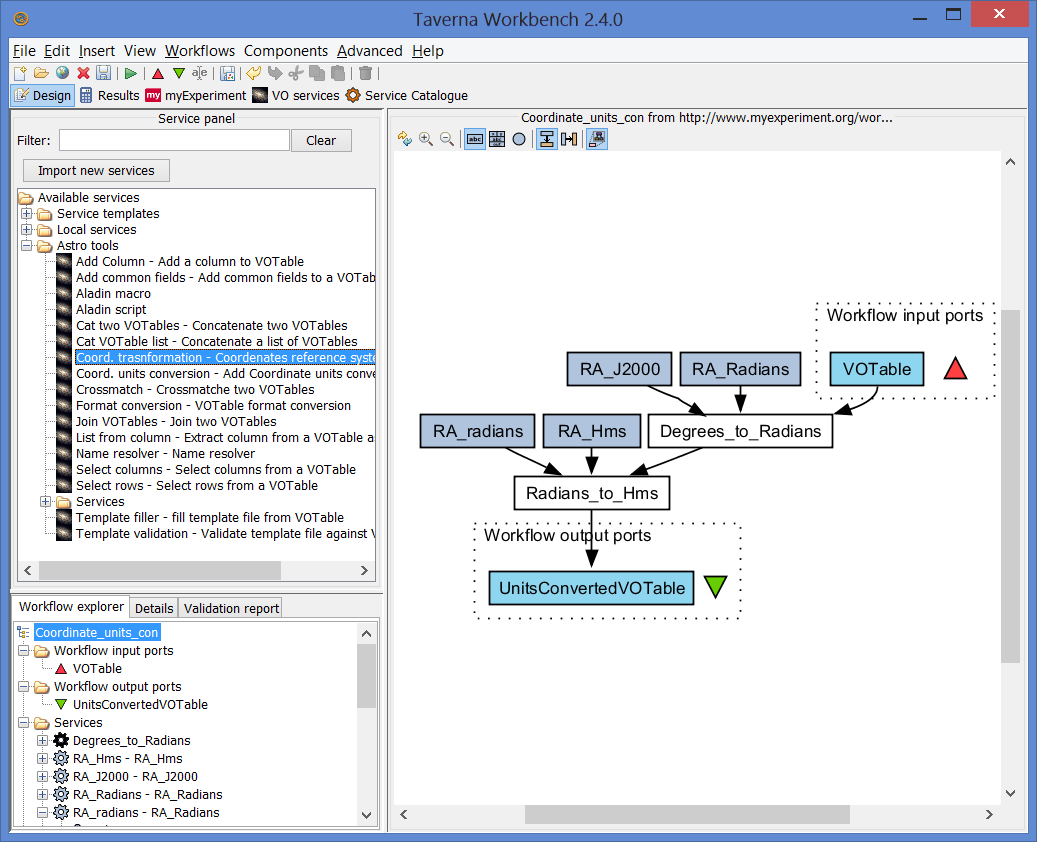 Taverna Workbench 2.4.0
File Edit Insert View Workflows Components Advanced Help
Design Results my myExperiment VO services Service Catalogue
Service panel
Filter: Clear
Import new services
Available services
Service templates
Local services
Astro tools
Add Column - Add a column to VOTable
Add common fields - Add common fields to a VOTab
Aladin macro
Aladin script
Cat two VOTables - Concatenate two VOTables
Cat VOTable list - Concatenate a list of VOTables
Coord. trasnformation - Coordenates reference syste
Coord. units conversion - Add Coordinate units conve
Crossmatch - Crossmatche two VOTables
Format conversion - VOTable format conversion
Join VOTables - Join two VOTables
List from column - Extract column from a VOTable a
Name resolver - Name resolver
Select columns - Select columns from a VOTable
Select rows - Select rows from a VOTable
Services
Template filler - fill template file from VOTable
Template validation - Validate template file against V
Workflow explorer Details Validation report
Coordinate_units_con
Workflow input ports
VOTable
Workflow output ports
UnitsConvertedVOTable
Services
Degrees_to_Radians
RA_Hms - RA_Hms
RA_J2000 - RA_J2000
RA_Radians - RA_Radians
RA_radians - RA_Radians
Coordinate_units_con from http://www.myexperiment.org/wor...
Workflow input ports
RA_J2000 RA_Radians VOTable
RA_radians RA_Hms Degrees_to_Radians
Radians_to_Hms
Workflow output ports
UnitsConvertedVOTable